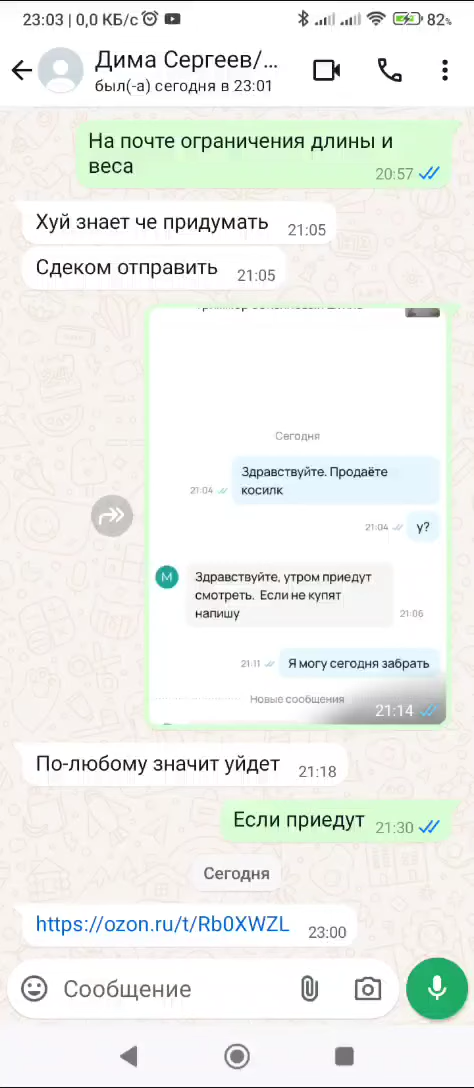 23:03 | 0,0 КБ/с
82%
Дима Сергеев/...
был(-а) сегодня в 23:01
На почте ограничения длины и
веса
20:57
Хуй знает че придумать 21:05
Сдеком отправить 21:05
Сегодня
Здравствуйте. Продаёте
косилк
21:04
21:04 у?
М
Здравствуйте, утром приедут
смотреть. Если не купят
напишу
21:06
21:11 Я могу сегодня забрать
Новые сообщения
21:14
По-любому значит уйдет 21:18
Если приедут 21:30
Сегодня
https://ozon.ru/t/Rb0XWZL 23:00
Сообщение